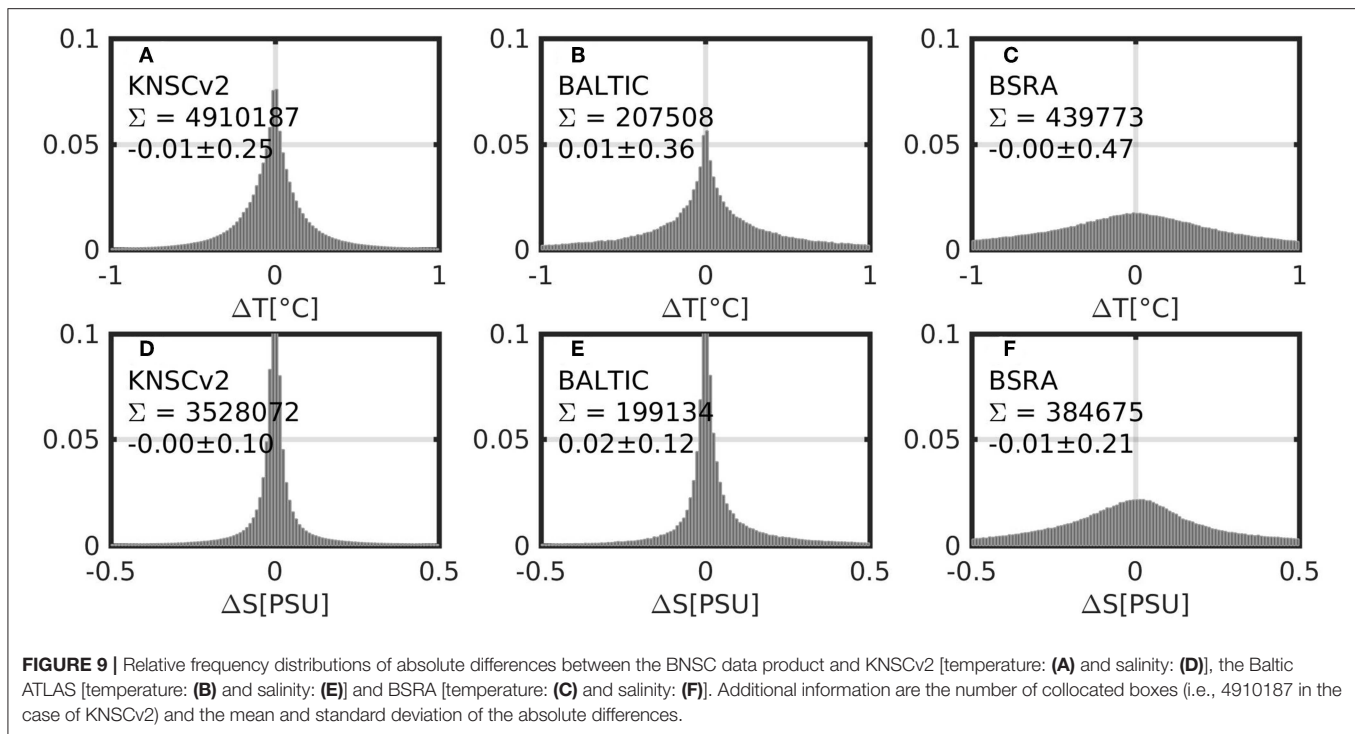 0.1
A
KNSCv2
Σ = 4910187
0.05
-0.01±0.25
0
-1
0
1
ΔT[°C]
0.1
B
BALTIC
Σ = 207508
0.05
0.01±0.36
0
-1
0
1
ΔT[°C]
0.1
C
BSRA
Σ = 439773
0.05
-0.00±0.47
0
-1
0
1
ΔT[°C]
0.1
D
KNSCv2
Σ = 3528072
0.05
-0.00±0.10
0
-0.5
0
0.5
ΔS[PSU]
0.1
E
BALTIC
Σ = 199134
0.05
0.02±0.12
0
-0.5
0
0.5
ΔS[PSU]
0.1
F
BSRA
Σ = 384675
0.05
-0.01±0.21
0
-0.5
0
0.5
ΔS[PSU]
FIGURE 9 | Relative frequency distributions of absolute differences between the BNSC data product and KNSCv2 [temperature: (A) and salinity: (D)], the Baltic
ATLAS [temperature: (B) and salinity: (E)] and BSRA [temperature: (C) and salinity: (F)]. Additional information are the number of collocated boxes (i.e., 4910187 in the
case of KNSCv2) and the mean and standard deviation of the absolute differences.